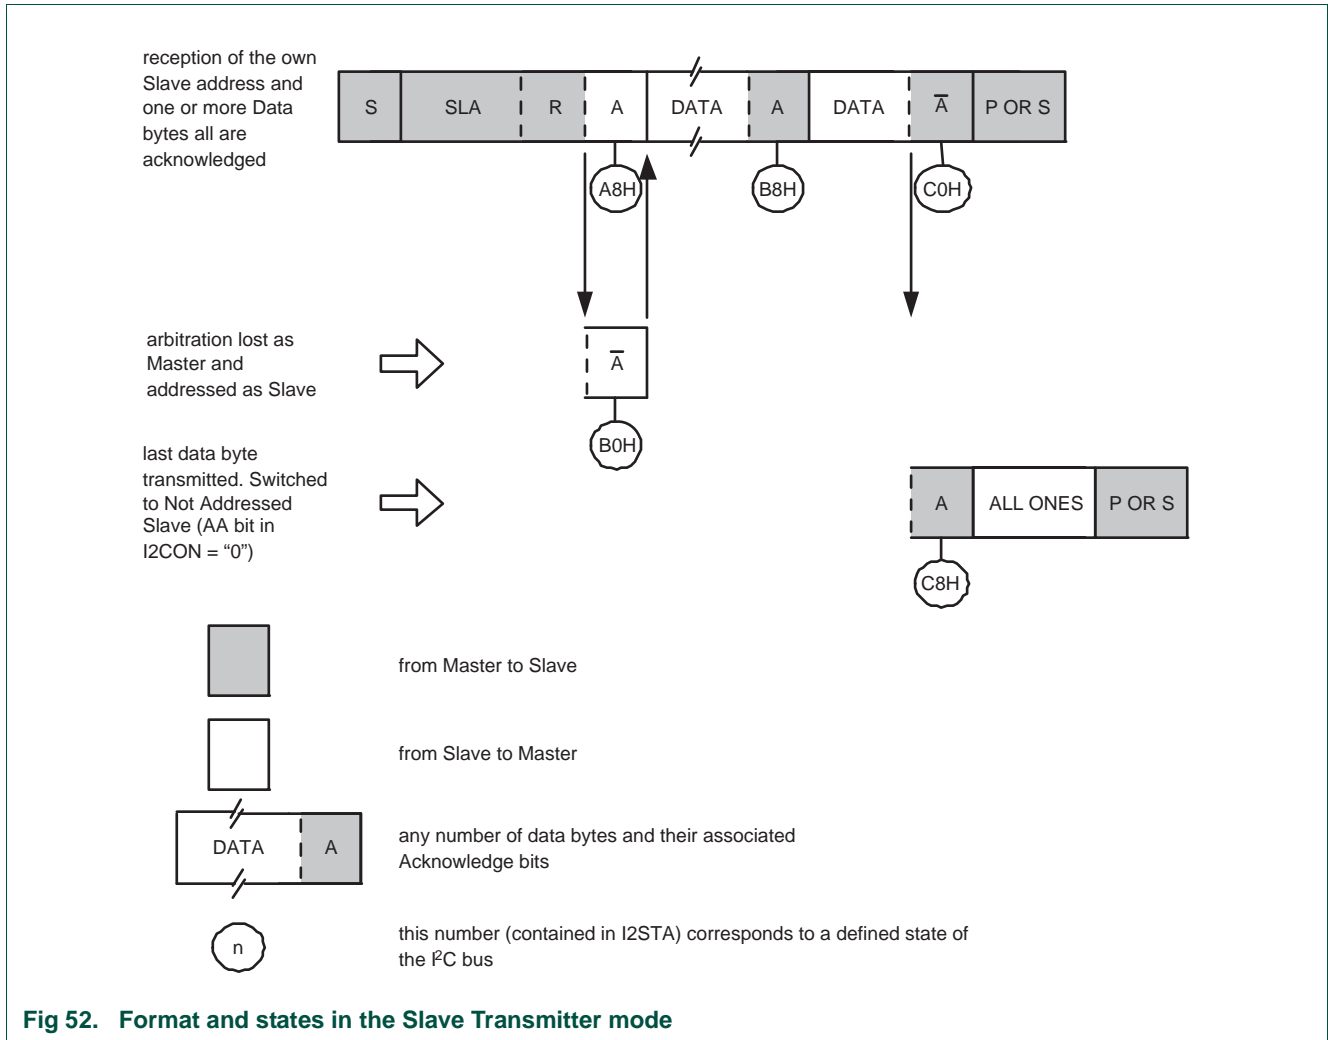 reception of the own
Slave address and
one or more Data
bytes all are
acknowledged
S SLA R A DATA A DATA A̅ P OR S
A8H B8H C0H
arbitration lost as
Master and
addressed as Slave
A̅
B0H
last data byte
transmitted. Switched
to Not Addressed
Slave (AA bit in
I2CON = “0”)
A ALL ONES P OR S
C8H
from Master to Slave
from Slave to Master
DATA A
any number of data bytes and their associated
Acknowledge bits
n
this number (contained in I2STA) corresponds to a defined state of
the I²C bus
Fig 52. Format and states in the Slave Transmitter mode